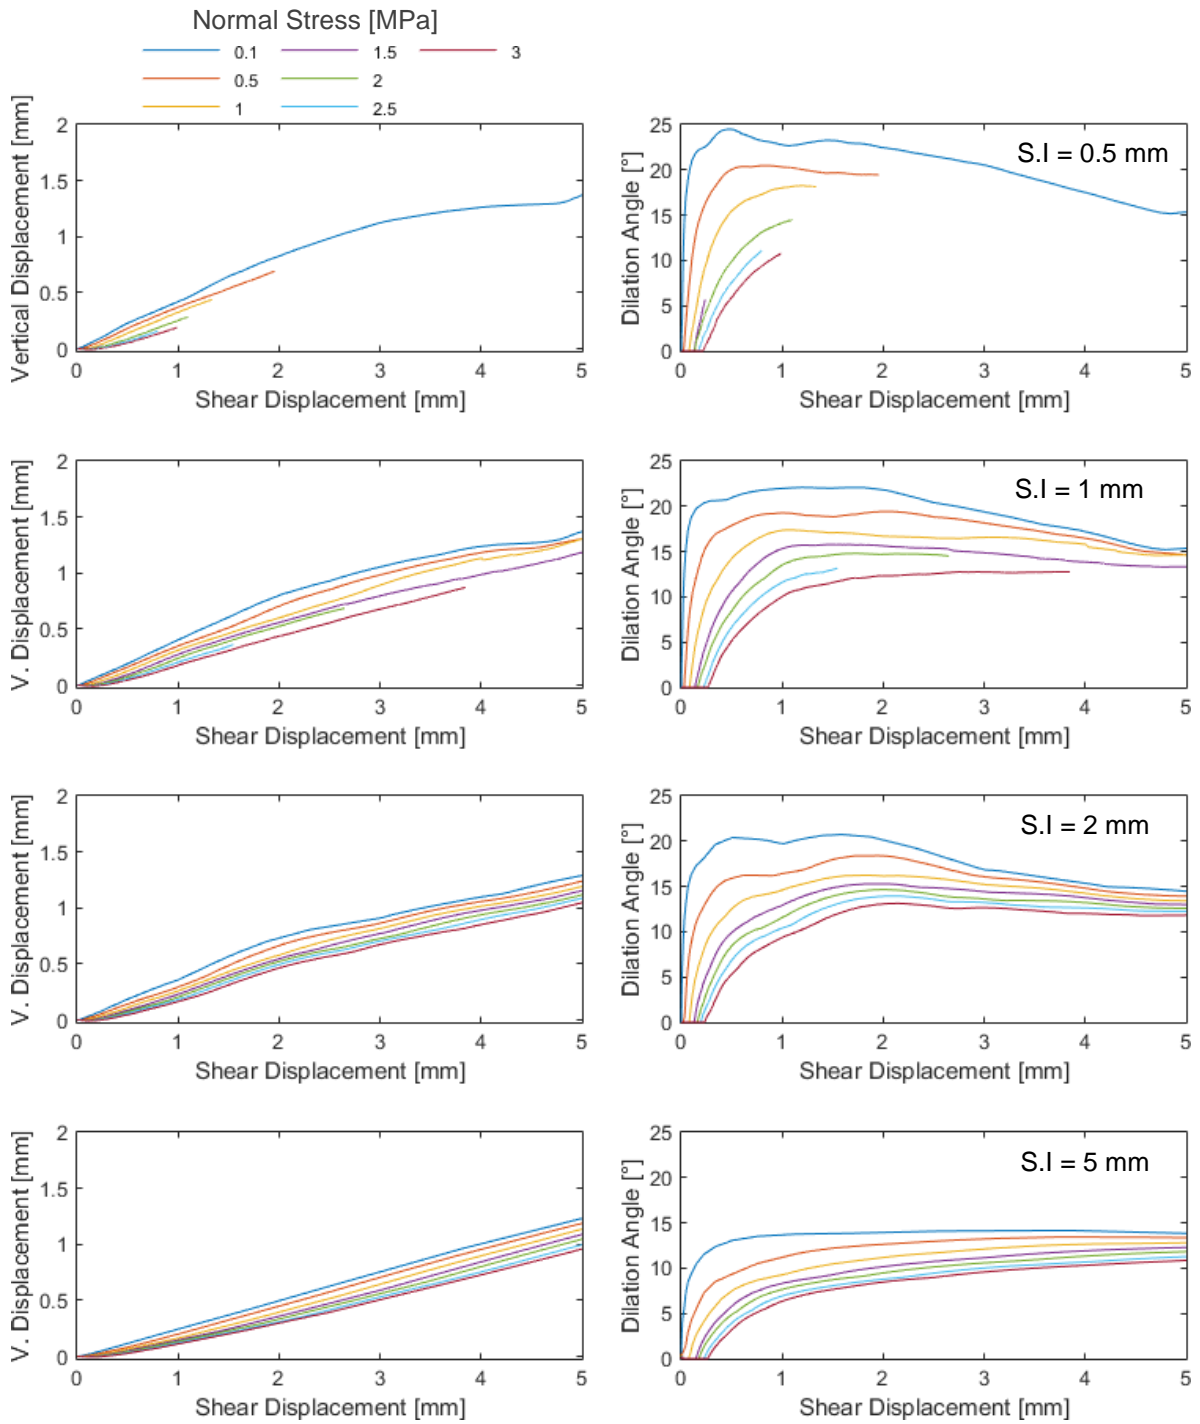 Normal Stress [MPa]
0.1 1.5 3
0.5 2
1 2.5
Vertical Displacement [mm]
2
1.5
1
0.5
0
0 1 2 3 4 5
Shear Displacement [mm]
Dilation Angle [°]
25
20
15
10
5
0
S.I = 0.5 mm
0 1 2 3 4 5
Shear Displacement [mm]
V. Displacement [mm]
2
1.5
1
0.5
0
0 1 2 3 4 5
Shear Displacement [mm]
Dilation Angle [°]
25
20
15
10
5
0
S.I = 1 mm
0 1 2 3 4 5
Shear Displacement [mm]
V. Displacement [mm]
2
1.5
1
0.5
0
0 1 2 3 4 5
Shear Displacement [mm]
Dilation Angle [°]
25
20
15
10
5
0
S.I = 2 mm
0 1 2 3 4 5
Shear Displacement [mm]
V. Displacement [mm]
2
1.5
1
0.5
0
0 1 2 3 4 5
Shear Displacement [mm]
Dilation Angle [°]
25
20
15
10
5
0
S.I = 5 mm
0 1 2 3 4 5
Shear Displacement [mm]